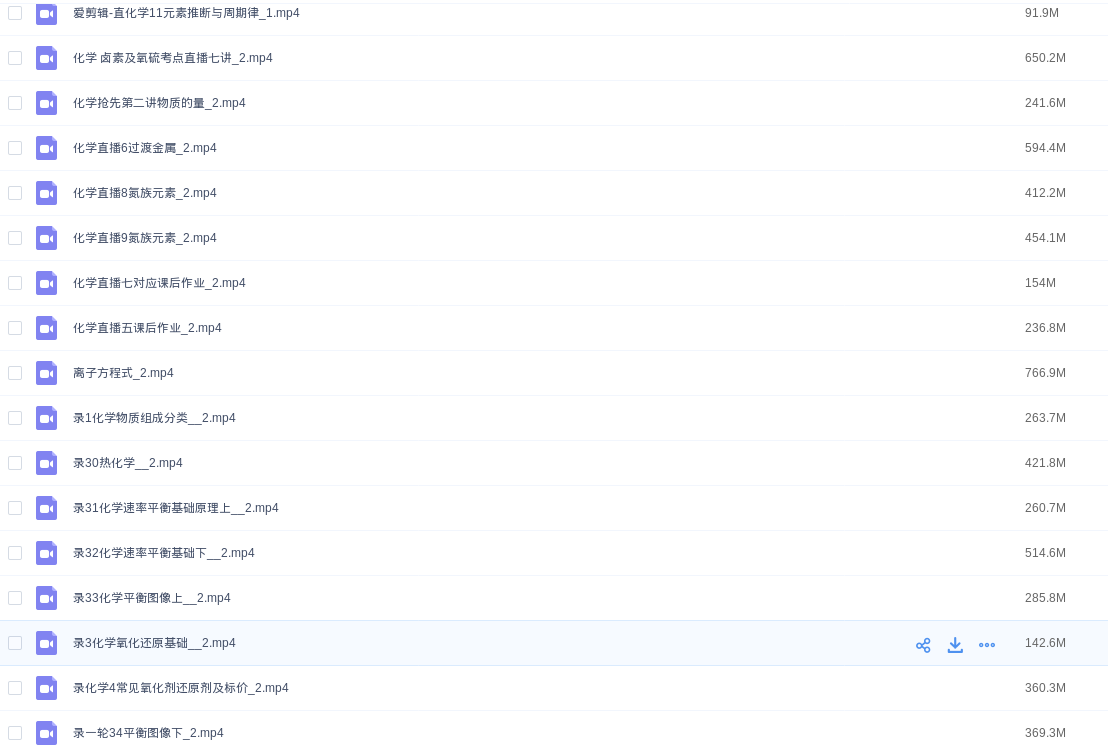 爱剪辑-直化学11元素推断与周期律_1.mp4 91.9M
化学 卤素及氧硫考点直播七讲_2.mp4 650.2M
化学抢先第二讲物质的量_2.mp4 241.6M
化学直播6过渡金属_2.mp4 594.4M
化学直播8氮族元素_2.mp4 412.2M
化学直播9氮族元素_2.mp4 454.1M
化学直播七对应课后作业_2.mp4 154M
化学直播五课后作业_2.mp4 236.8M
离子方程式_2.mp4 766.9M
录1化学物质组成分类__2.mp4 263.7M
录30热化学__2.mp4 421.8M
录31化学速率平衡基础原理上__2.mp4 260.7M
录32化学速率平衡基础下__2.mp4 514.6M
录33化学平衡图像上__2.mp4 285.8M
录3化学氧化还原基础__2.mp4 142.6M
录化学4常见氧化剂还原剂及标价_2.mp4 360.3M
录一轮34平衡图像下_2.mp4 369.3M